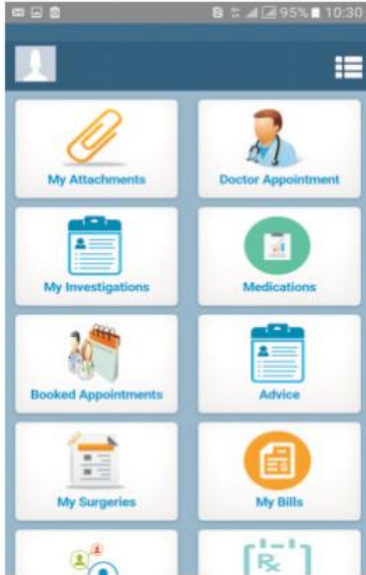 95% 10:30
My Attachments
Doctor Appointment
My Investigations
Medications
Booked Appointments
Advice
My Surgeries
My Bills
Rx